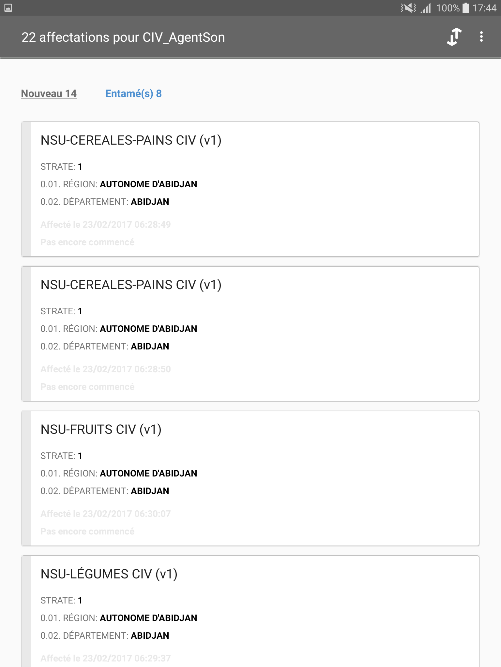 100% 17:44
22 affectations pour CIV_AgentSon
Nouveau 14 Entamé(s) 8
NSU-CEREALES-PAINS CIV (v1)
STRATE: 1
0.01. RÉGION: AUTONOME D'ABIDJAN
0.02. DÉPARTEMENT: ABIDJAN
Affecté le 23/02/2017 06:28:49
Pas encore commencé
NSU-CEREALES-PAINS CIV (v1)
STRATE: 1
0.01. RÉGION: AUTONOME D'ABIDJAN
0.02. DÉPARTEMENT: ABIDJAN
Affecté le 23/02/2017 06:28:50
Pas encore commencé
NSU-FRUITS CIV (v1)
STRATE: 1
0.01. RÉGION: AUTONOME D'ABIDJAN
0.02. DÉPARTEMENT: ABIDJAN
Affecté le 23/02/2017 06:30:07
Pas encore commencé
NSU-LÉGUMES CIV (v1)
STRATE: 1
0.01. RÉGION: AUTONOME D'ABIDJAN
0.02. DÉPARTEMENT: ABIDJAN
Affecté le 23/02/2017 06:29:37